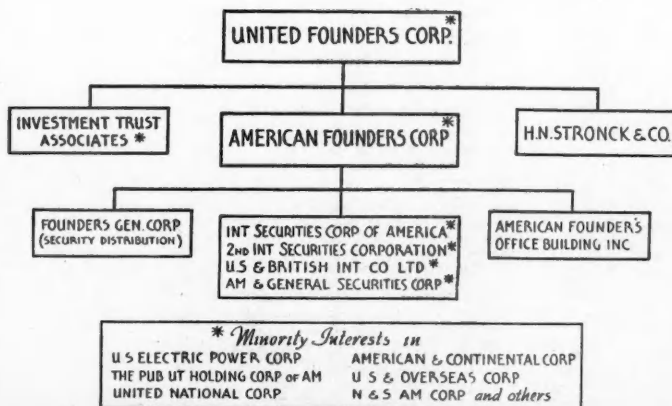 UNITED FOUNDERS CORP.*
INVESTMENT TRUST
ASSOCIATES *
AMERICAN FOUNDERS CORP*
H.N. STRONCK & CO.
FOUNDERS GEN. CORP
(SECURITY DISTRIBUTION)
INT SECURITIES CORP OF AMERICA*
2ND INT SECURITIES CORPORATION*
U.S & BRITISH INT CO LTD*
AM & GENERAL SECURITIES CORP*
AMERICAN FOUNDER'S
OFFICE BUILDING INC
* Minority Interests in
U S ELECTRIC POWER CORP
THE PUB UT HOLDING CORP OF AM
UNITED NATIONAL CORP
AMERICAN & CONTINENTAL CORP
U S & OVERSEAS CORP
N & S AM CORP and others